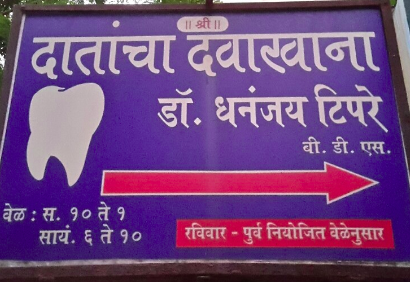 ॥ श्री ॥
दातांचा दवाखाना
डॉ. धनंजय टिपरे
बी. डी. एस.
वेळ : स. १० ते १
सायं. ६ ते १०
रविवार - पुर्व नियोजित वेळेनुसार